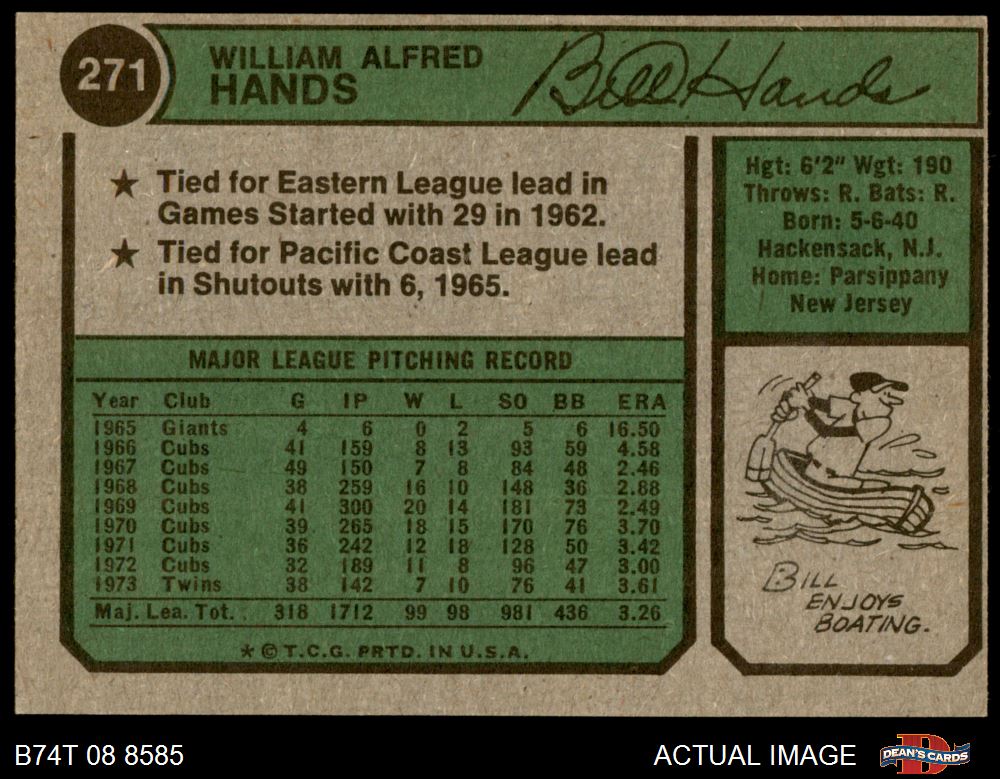 271
WILLIAM ALFRED
HANDS
Bill Hands
★ Tied for Eastern League lead in
Games Started with 29 in 1962.
★ Tied for Pacific Coast League lead
in Shutouts with 6, 1965.
Hgt: 6'2" Wgt: 190
Throws: R. Bats: R.
Born: 5-6-40
Hackensack, N.J.
Home: Parsippany
New Jersey
MAJOR LEAGUE PITCHING RECORD
Year Club G IP W L SO BB ERA
1965 Giants 4 6 0 2 5 6 16.50
1966 Cubs 41 159 8 13 93 59 4.58
1967 Cubs 49 150 7 8 84 48 2.46
1968 Cubs 38 259 16 10 148 36 2.88
1969 Cubs 41 300 20 14 181 73 2.49
1970 Cubs 39 265 18 15 170 76 3.70
1971 Cubs 36 242 12 18 128 50 3.42
1972 Cubs 32 189 11 8 96 47 3.00
1973 Twins 38 142 7 10 76 41 3.61
Maj. Lea. Tot. 318 1712 99 98 981 436 3.26
★ © T.C.G. PRTD. IN U.S.A.
BILL
ENJOYS
BOATING.
B74T 08 8585
ACTUAL IMAGE
DEAN'S CARDS